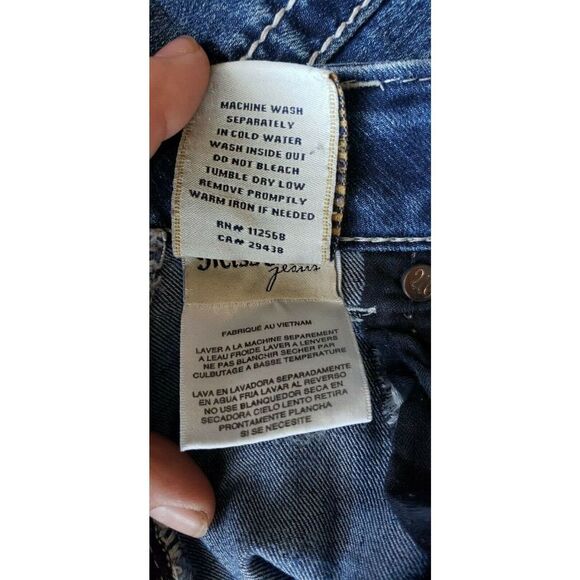 MACHINE WASH
SEPARATELY
IN COLD WATER
WASH INSIDE OUT
DO NOT BLEACH
TUMBLE DRY LOW
REMOVE PROMPTLY
WARM IRON IF NEEDED
RN# 112568
CA# 29438
FABRIQUÉ AU VIETNAM
LAVER A LA MACHINE SEPAREMENT
A LEAU FROIDE LAVER A LENVERS
NE PAS BLANCHIR SECHER PAR
CULBUTAGE A BASSE TEMPERATURE
LAVA EN LAVADORA SEPARADAMENTE
EN AGUA FRIA LAVAR AL REVERSO
NO USE BLANQUEDOR SECA EN
SECADORA CIELO LENTO RETIRA
PRONTAMENTE PLANCHA
SI SE NECESITE